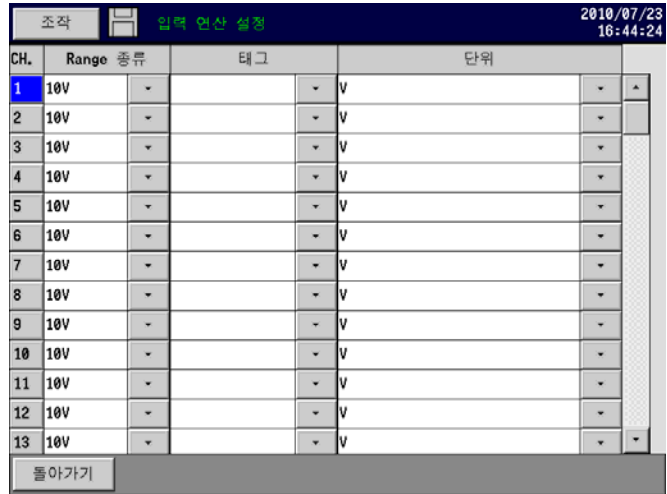 조작 입력 연산 설정 2010/07/23
16:44:24
CH. Range 종류 태그 단위
1 10V V
2 10V V
3 10V V
4 10V V
5 10V V
6 10V V
7 10V V
8 10V V
9 10V V
10 10V V
11 10V V
12 10V V
13 10V V
돌아가기